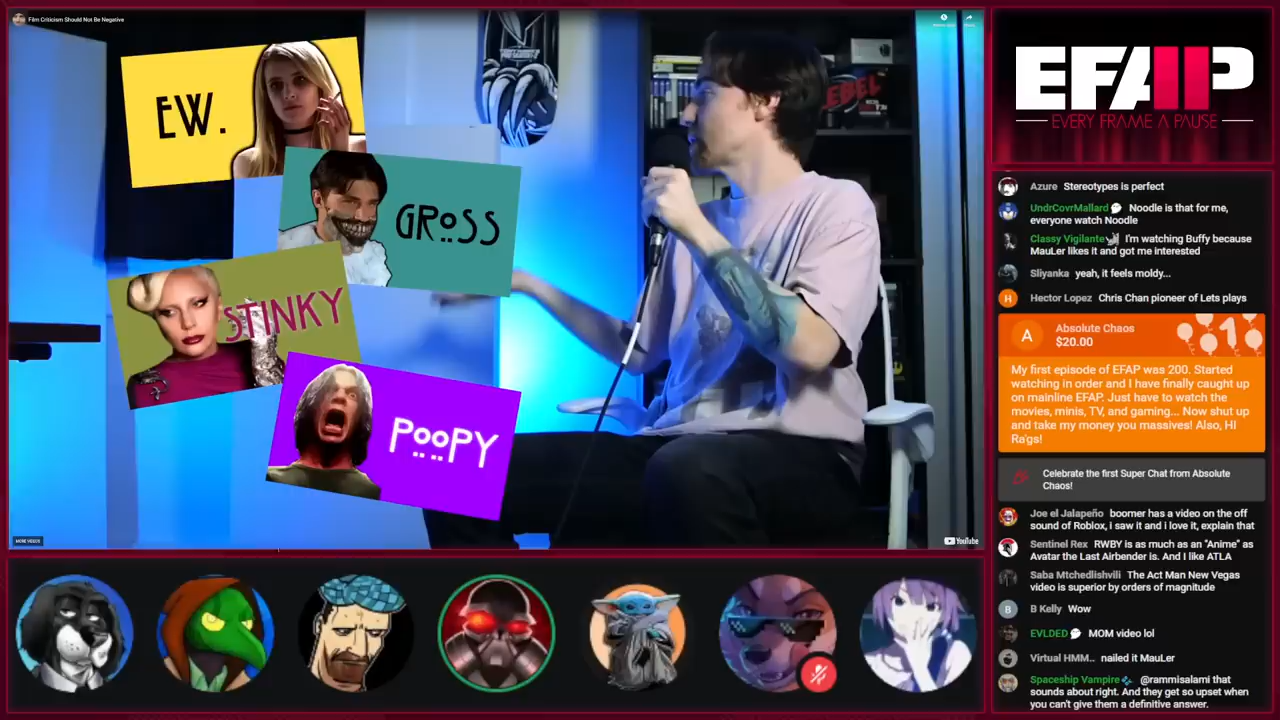 Film Criticism Should Not Be Negative
EW.
GROSS
STINKY
POOPY
MORE VIDEOS
YouTube
EFAP
EVERY FRAME A PAUSE
Azure Stereotypes is perfect
UndrCovrMallard Noodle is that for me,
everyone watch Noodle
Classy Vigilante I'm watching Buffy because
MauLer likes it and got me interested
Sliyanka yeah, it feels moldy...
H Hector Lopez Chris Chan pioneer of Lets plays
A Absolute Chaos
$20.00
My first episode of EFAP was 200. Started
watching in order and I have finally caught up
on mainline EFAP. Just have to watch the
movies, minis, TV, and gaming... Now shut up
and take my money you massives! Also, HI
Ra'gs!
Celebrate the first Super Chat from Absolute
Chaos!
Joe el Jalapeño boomer has a video on the off
sound of Roblox, i saw it and i love it, explain that
Sentinel Rex RWBY is as much as an "Anime" as
Avatar the Last Airbender is. And I like ATLA
Saba Mtchedlishvili The Act Man New Vegas
video is superior by orders of magnitude
B B Kelly Wow
EVLDED MOM video lol
Virtual HMM.. nailed it MauLer
Spaceship Vampire @rammisalami that
sounds about right. And they get so upset when
you can't give them a definitive answer.